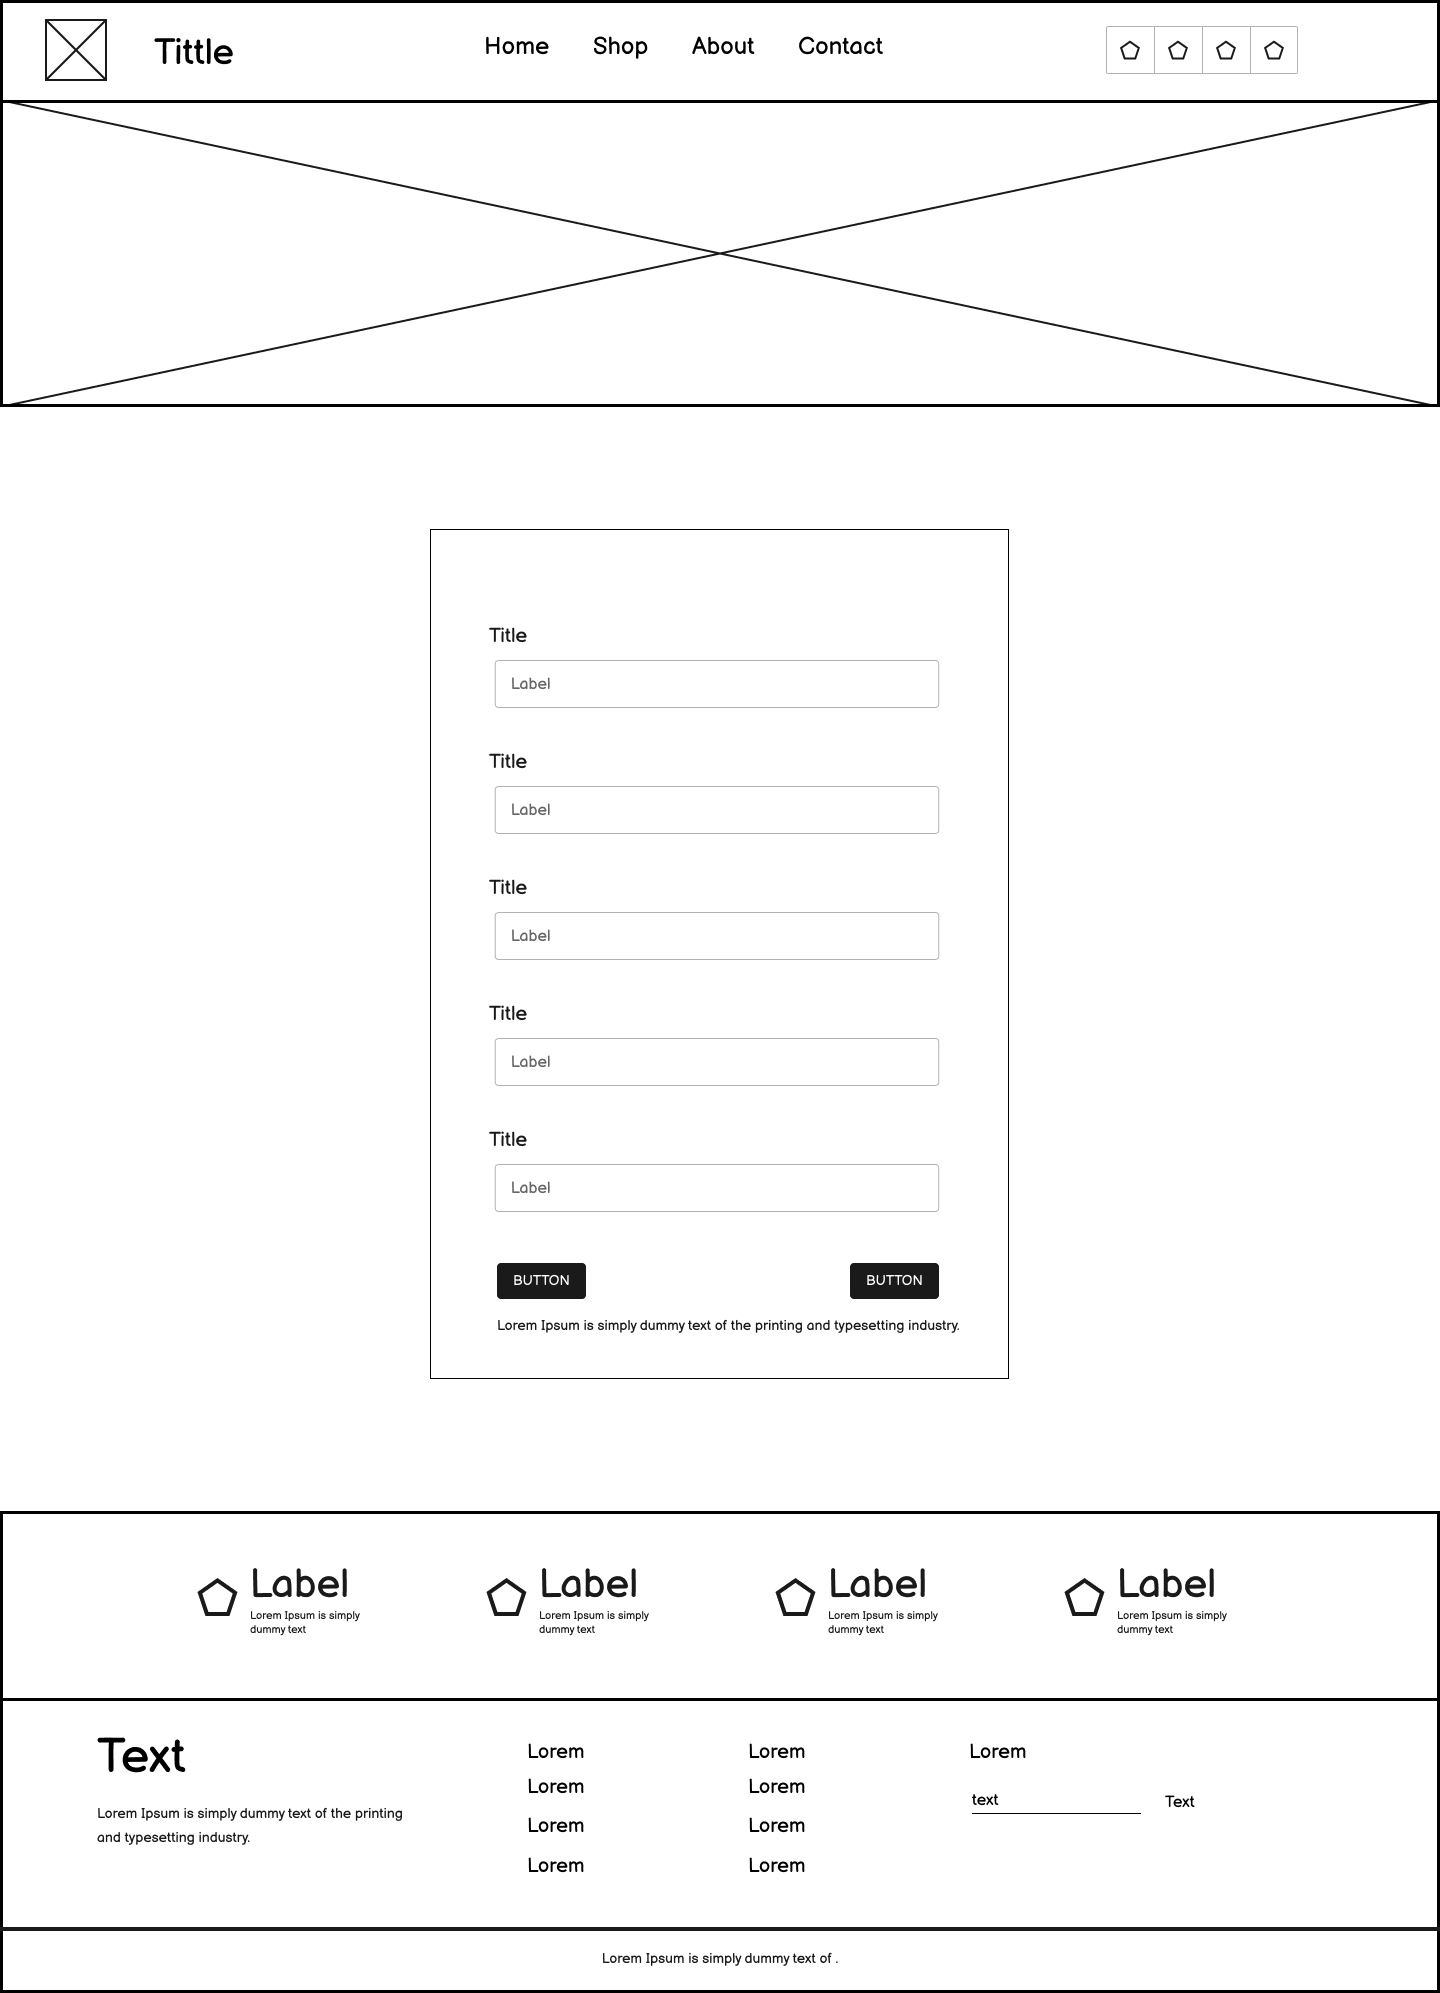 Tittle
Home
Shop
About
Contact
Title
Label
Title
Label
Title
Label
Title
Label
Title
Label
BUTTON
BUTTON
Lorem Ipsum is simply dummy text of the printing and typesetting industry.
Label
Lorem Ipsum is simply
dummy text
Label
Lorem Ipsum is simply
dummy text
Label
Lorem Ipsum is simply
dummy text
Label
Lorem Ipsum is simply
dummy text
Text
Lorem Ipsum is simply dummy text of the printing
and typesetting industry.
Lorem
Lorem
Lorem
Lorem
Lorem
Lorem
Lorem
Lorem
Lorem
text
Text
Lorem Ipsum is simply dummy text of .